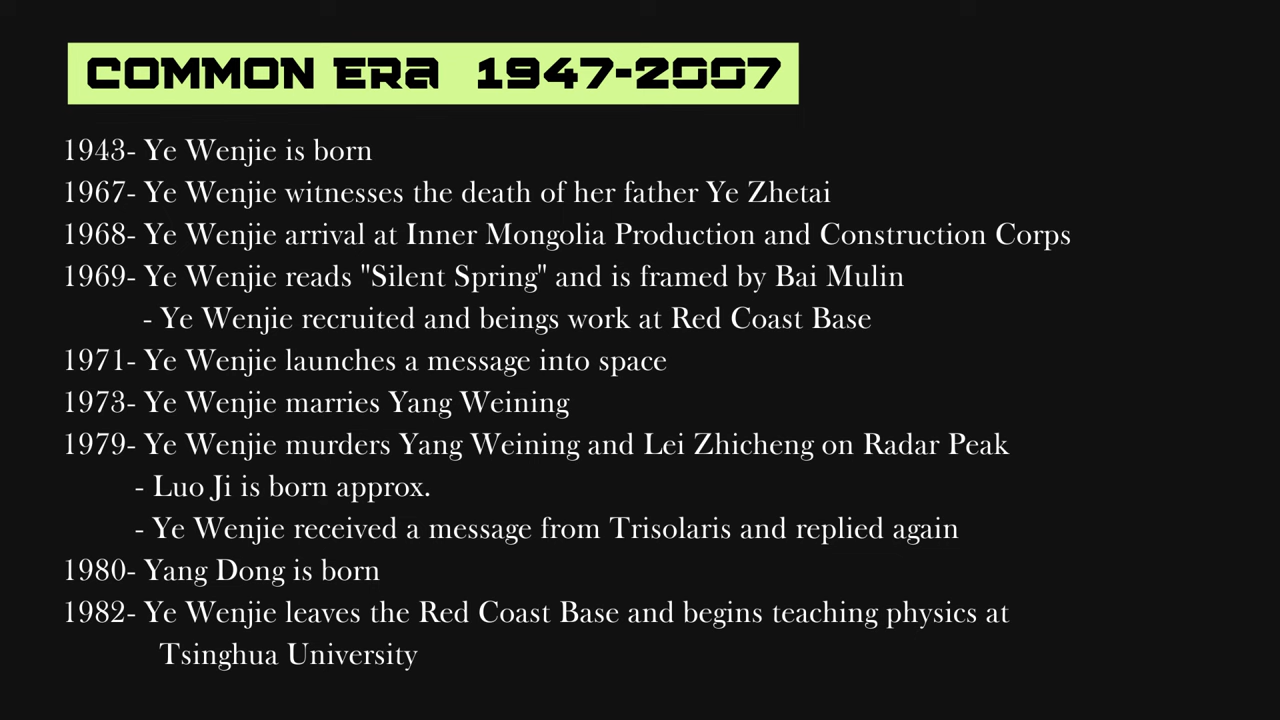 COMMON ERA 1947-2007
1943- Ye Wenjie is born
1967- Ye Wenjie witnesses the death of her father Ye Zhetai
1968- Ye Wenjie arrival at Inner Mongolia Production and Construction Corps
1969- Ye Wenjie reads "Silent Spring" and is framed by Bai Mulin
- Ye Wenjie recruited and beings work at Red Coast Base
1971- Ye Wenjie launches a message into space
1973- Ye Wenjie marries Yang Weining
1979- Ye Wenjie murders Yang Weining and Lei Zhicheng on Radar Peak
- Luo Ji is born approx.
- Ye Wenjie received a message from Trisolaris and replied again
1980- Yang Dong is born
1982- Ye Wenjie leaves the Red Coast Base and begins teaching physics at
Tsinghua University